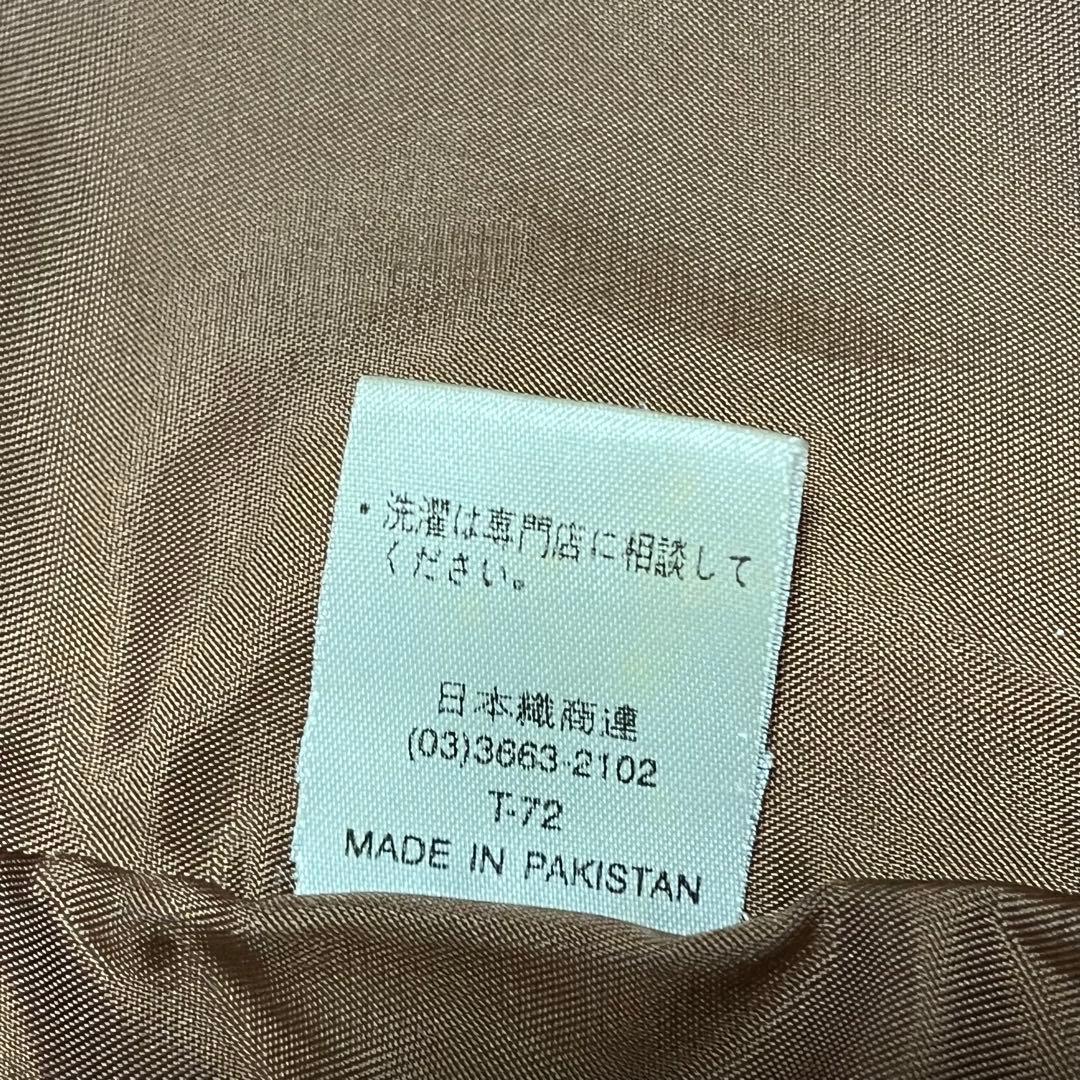 ・洗濯は専門店に相談して
ください。
日本織商連
(03)3663-2102
T-72
MADE IN PAKISTAN